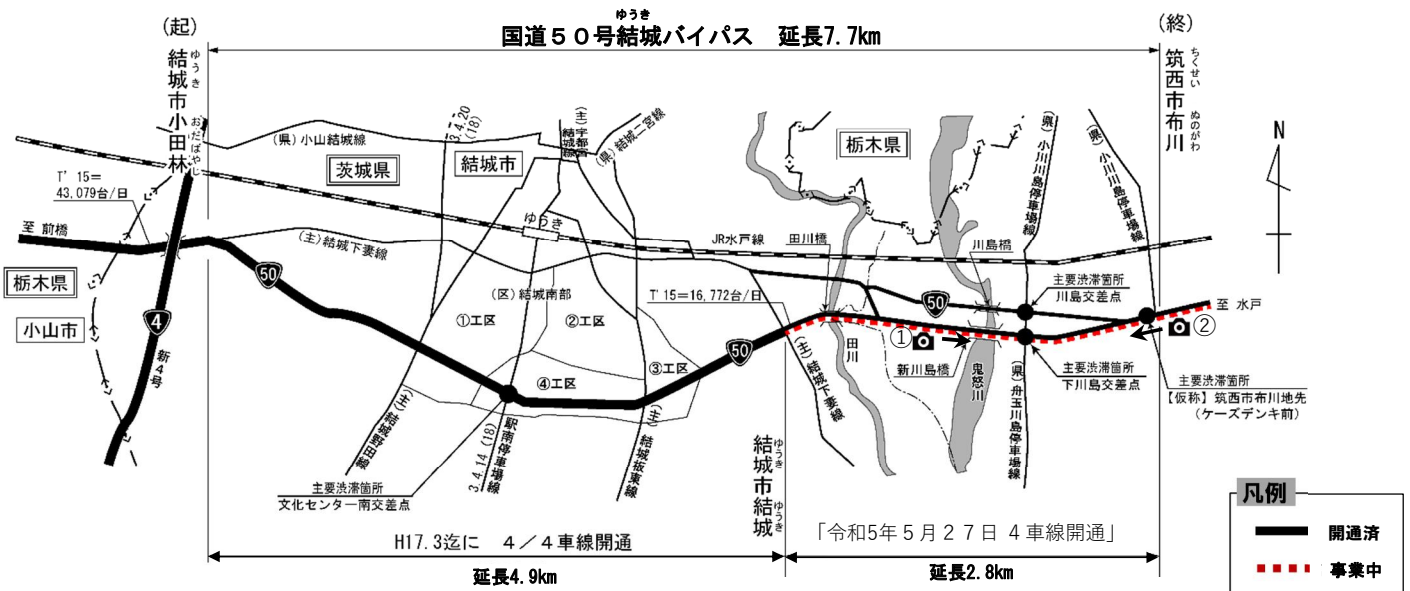 ゆうき
国道50号結城バイパス 延長7.7km
(起)
結城市小田林
ゆうき おだばやし
(終)
筑西市布川
ちくせい ぬのがわ
N
(県)小山結城線
3.4.20
(18)
(主)宇都宮結城線
(県)結城二宮線
茨城県
結城市
栃木県
(県)小川川島停車場線
(県)小川川島停車場線
T'15=
43,079台/日
至 前橋
(主)結城下妻線
ゆうき
JR水戸線
田川橋
川島橋
主要渋滞箇所
川島交差点
栃木県
小山市
50
4
新4号
(区)結城南部
①工区
②工区
③工区
④工区
T'15=16,772台/日
50
50
至 水戸
①
②
田川
新川島橋
鬼怒川
主要渋滞箇所
下川島交差点
主要渋滞箇所
【仮称】筑西市布川地先
(ケーズデンキ前)
(主)結城野田線
3.4.14 (18)
駅南停車場線
(主)結城坂東線
(主)結城下妻線
(県)舟玉川島停車場線
主要渋滞箇所
文化センター南交差点
結城市結城
ゆうき ゆうき
H17.3迄に 4/4車線開通
「令和5年5月27日 4車線開通」
延長4.9km
延長2.8km
凡例
開通済
事業中